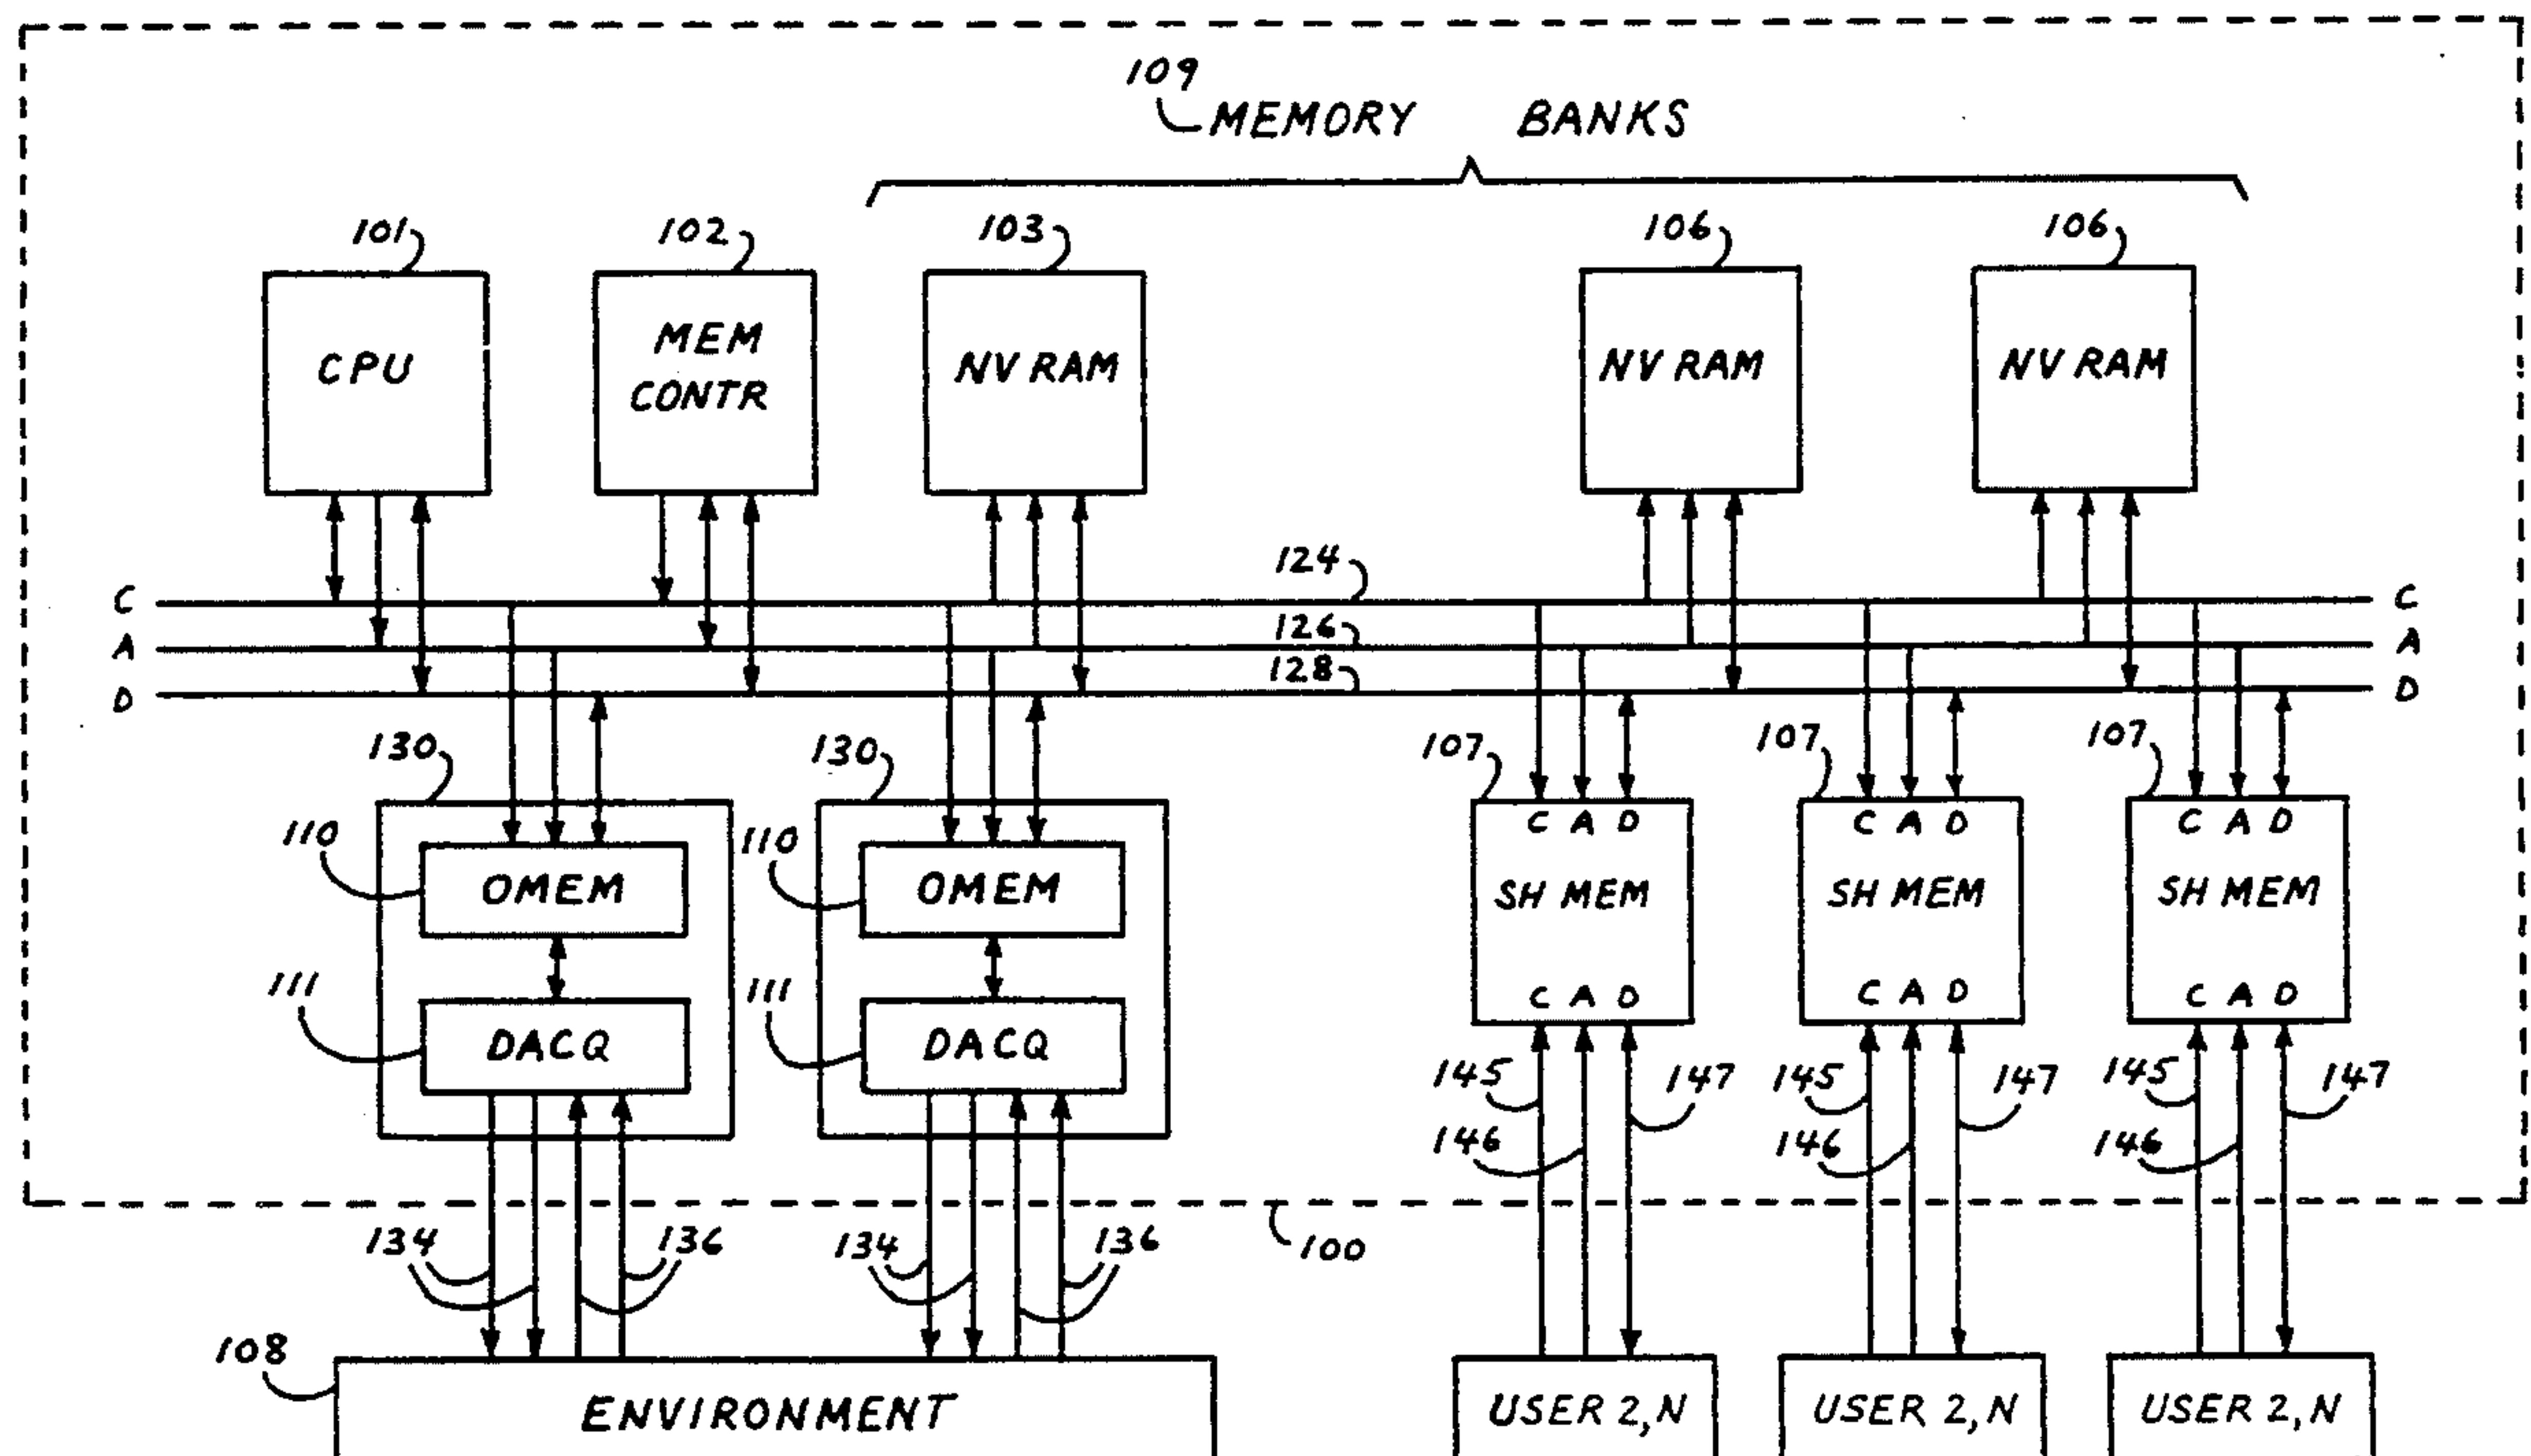 109
MEMORY BANKS
101 102 103 106 106
CPU
MEM
CONTR
NV RAM
NV RAM
NV RAM
124
C C
126
A A
128
D D
130 130 107 107 107
C A D C A D C A D
110 110
OMEM OMEM SH MEM SH MEM SH MEM
111 111
C A D C A D C A D
DACQ DACQ
145 147 145 147 145 147
146 146 146
134 136 134 136 100
108
ENVIRONMENT USER 2,N USER 2,N USER 2,N